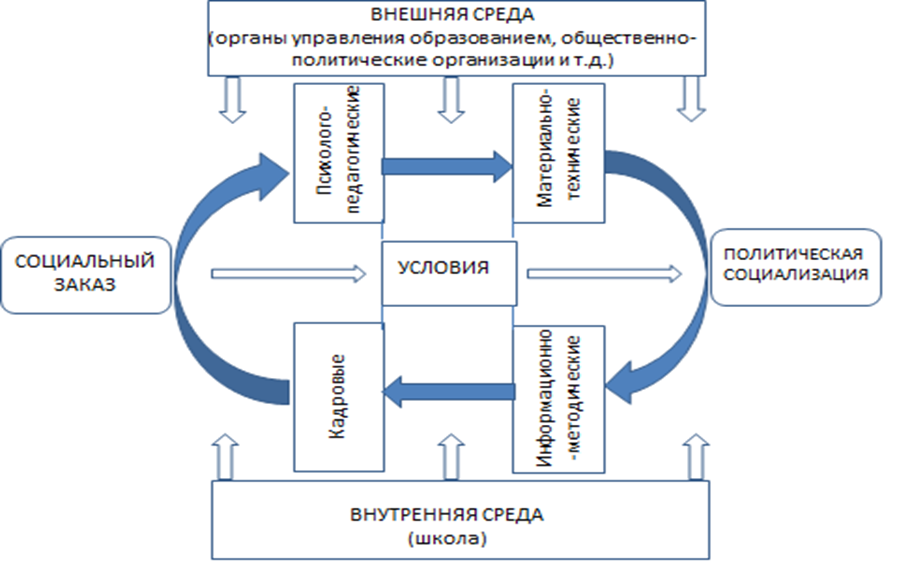 ВНЕШНЯЯ СРЕДА
(органы управления образованием, общественно-
политические организации и т.д.)
Психолого-
педагогические
Материально-
технические
СОЦИАЛЬНЫЙ
ЗАКАЗ
УСЛОВИЯ
ПОЛИТИЧЕСКАЯ
СОЦИАЛИЗАЦИЯ
Кадровые
Информационно
-методические
ВНУТРЕННЯЯ СРЕДА
(школа)